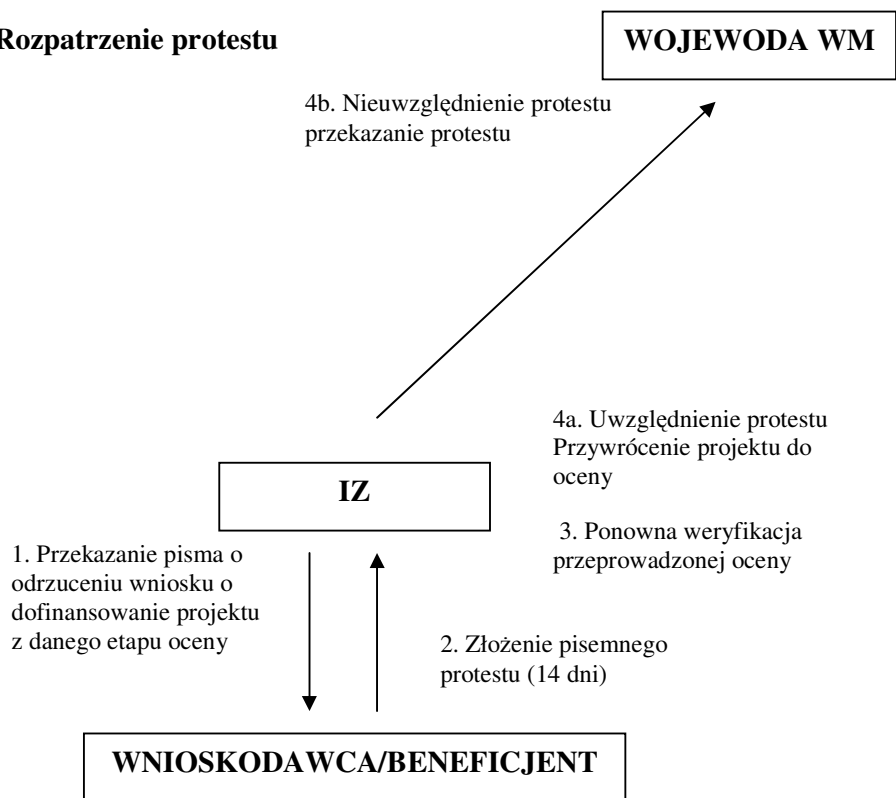 Rozpatrzenie protestu
WOJEWODA WM
4b. Nieuwzględnienie protestu
przekazanie protestu
4a. Uwzględnienie protestu
Przywrócenie projektu do
oceny
IZ
3. Ponowna weryfikacja
przeprowadzonej oceny
1. Przekazanie pisma o
odrzuceniu wniosku o
dofinansowanie projektu
z danego etapu oceny
2. Złożenie pisemnego
protestu (14 dni)
WNIOSKODAWCA/BENEFICJENT